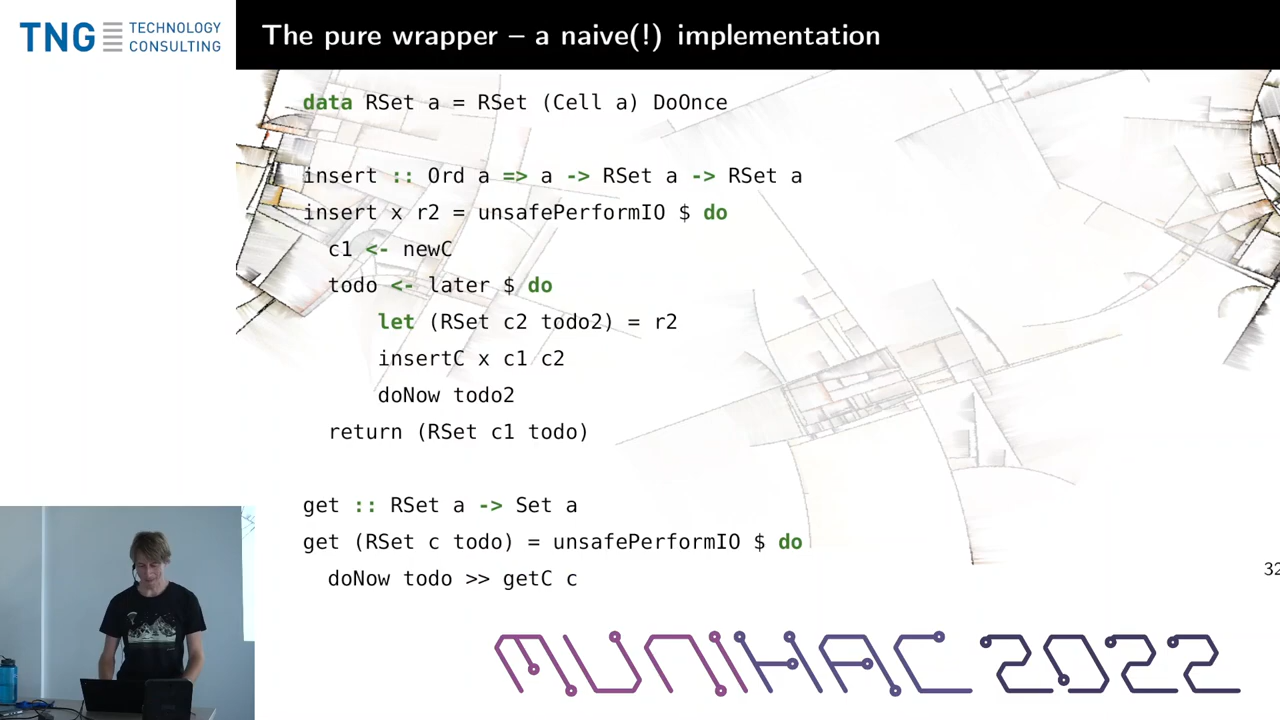 TNG TECHNOLOGY
CONSULTING
The pure wrapper – a naive(!) implementation
data RSet a = RSet (Cell a) DoOnce
insert :: Ord a => a -> RSet a -> RSet a
insert x r2 = unsafePerformIO $ do
c1 <- newC
todo <- later $ do
let (RSet c2 todo2) = r2
insertC x c1 c2
doNow todo2
return (RSet c1 todo)
get :: RSet a -> Set a
get (RSet c todo) = unsafePerformIO $ do
doNow todo >> getC c
32
MUNIHAC 2022